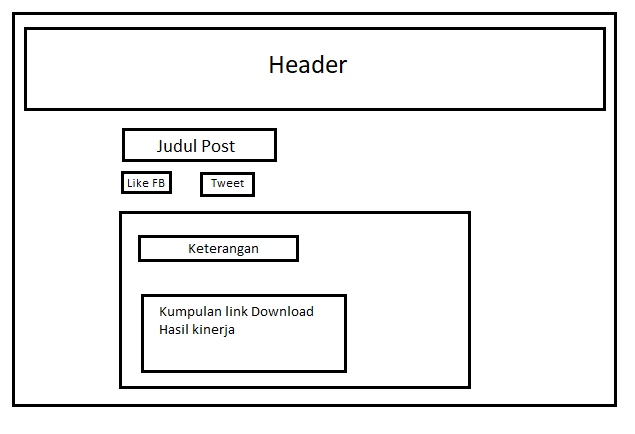 Header
Judul Post
Like FB
Tweet
Keterangan
Kumpulan link Download
Hasil kinerja